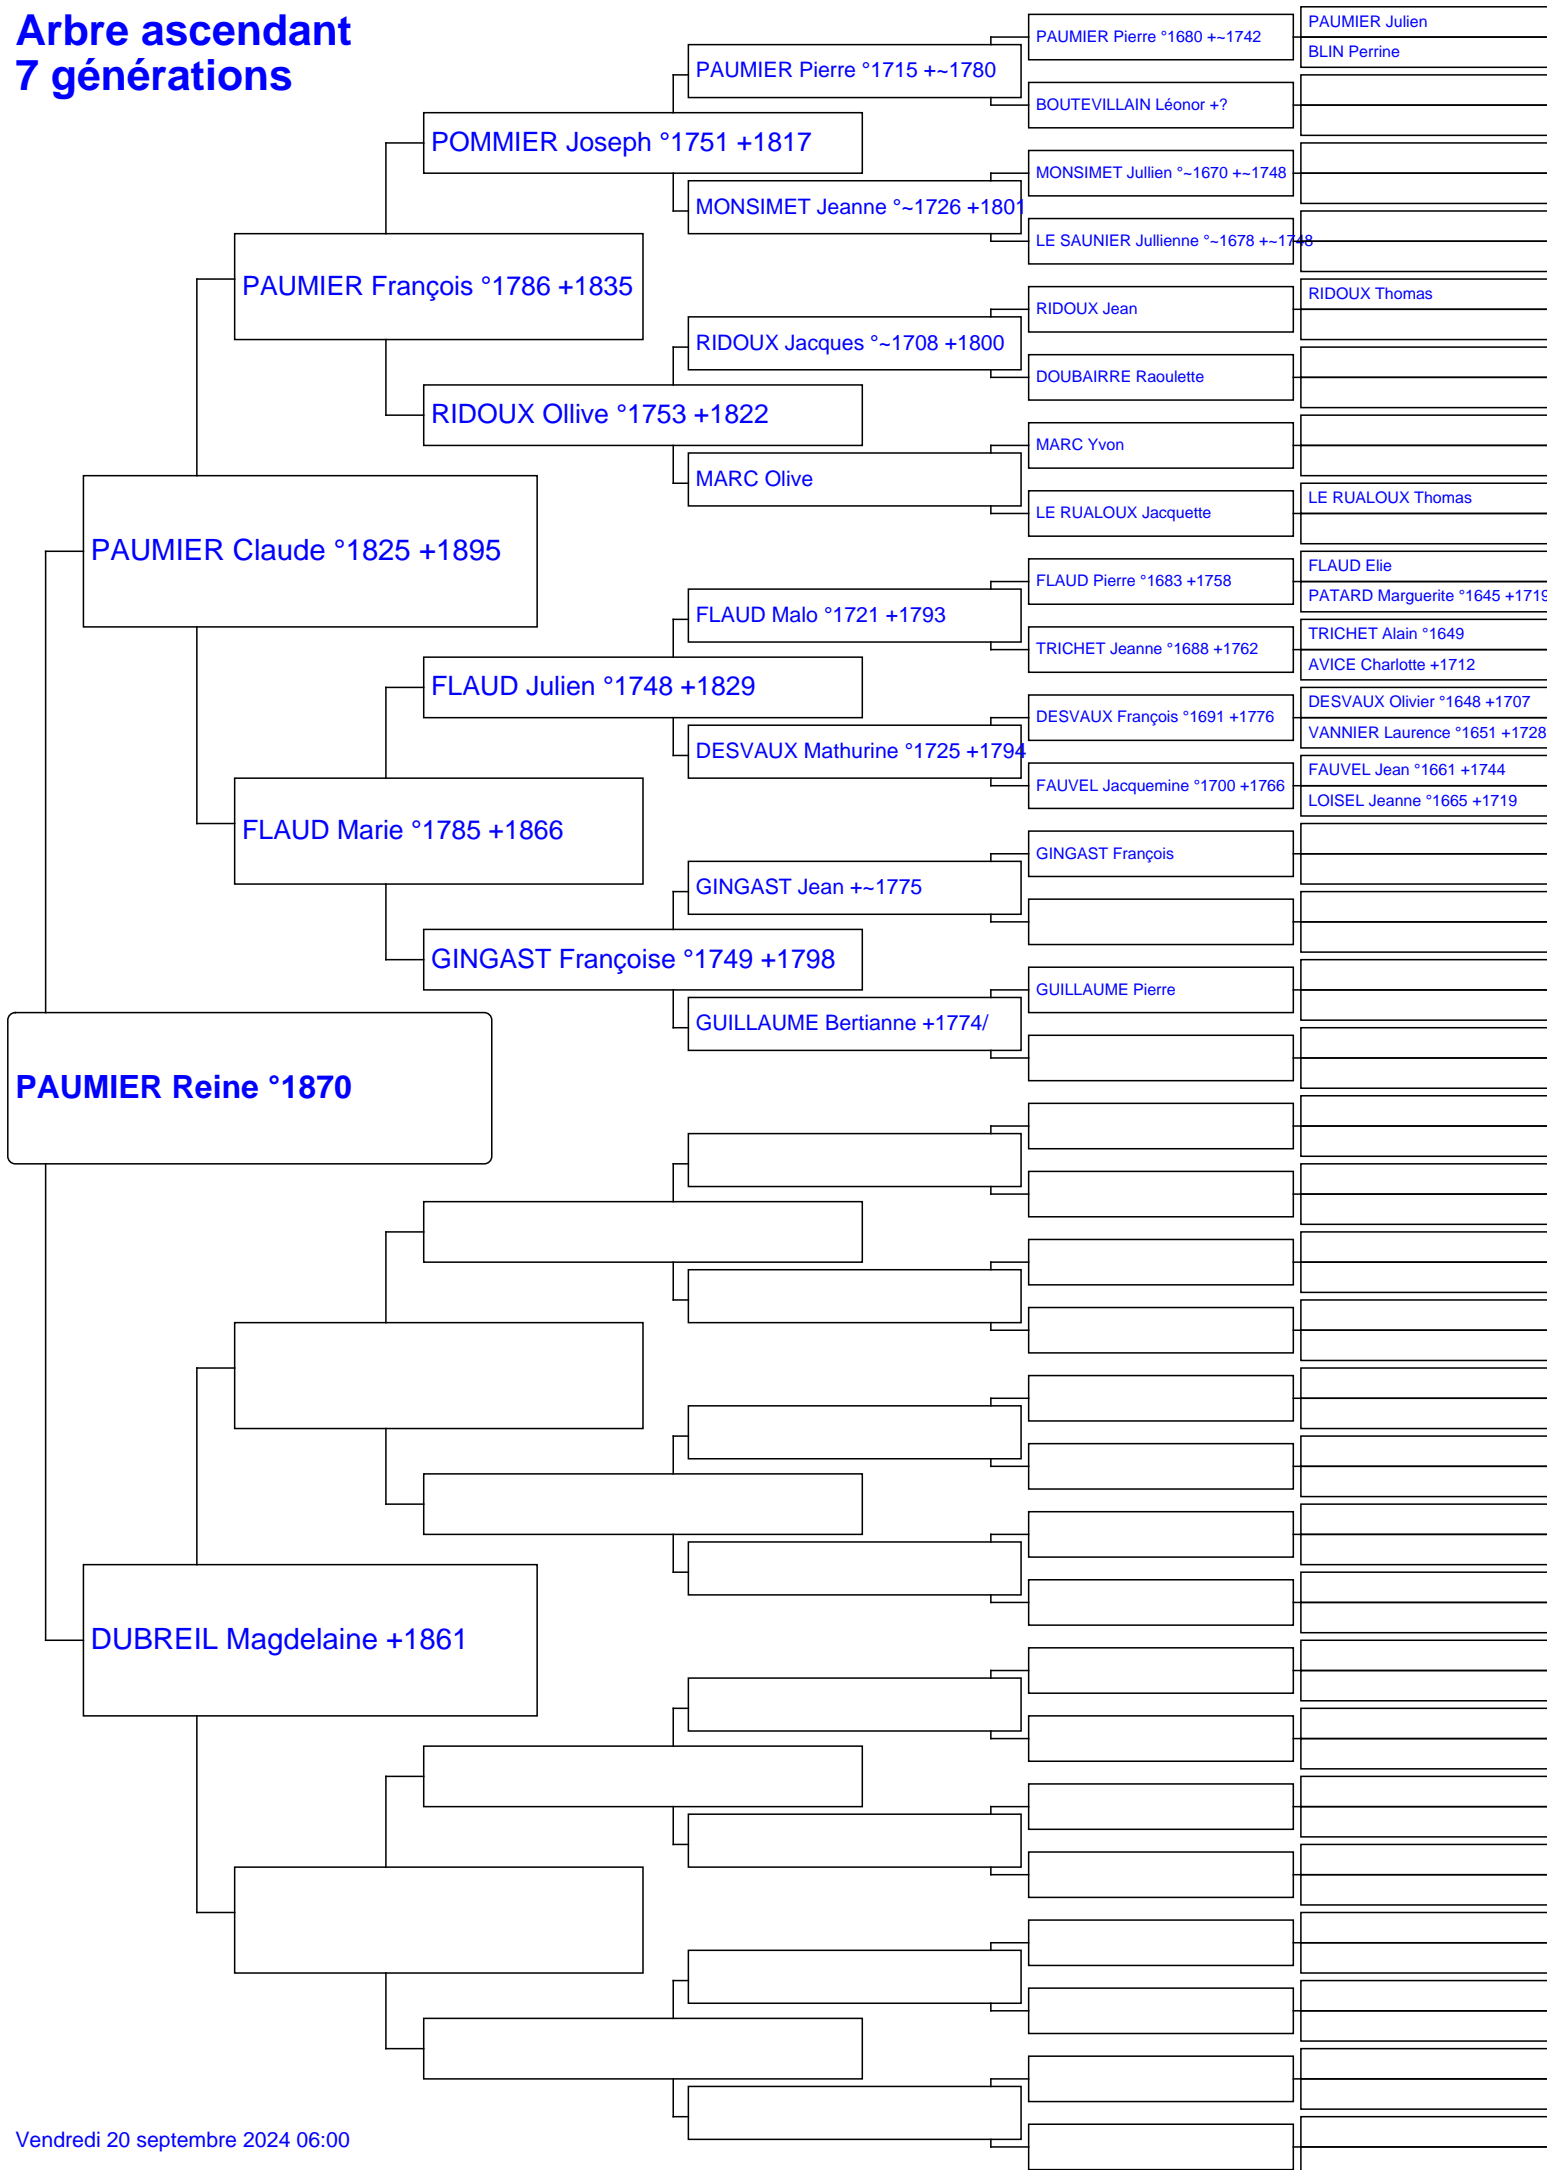 Arbre ascendant
7 générations
PAUMIER Reine °1870
PAUMIER Claude °1825 +1895
DUBREIL Magdelaine +1861
PAUMIER François °1786 +1835
FLAUD Marie °1785 +1866
POMMIER Joseph °1751 +1817
RIDOUX Ollive °1753 +1822
FLAUD Julien °1748 +1829
GINGAST Françoise °1749 +1798
PAUMIER Pierre °1715 +~1780
MONSIMET Jeanne °~1726 +1801
RIDOUX Jacques °~1708 +1800
MARC Olive
FLAUD Malo °1721 +1793
DESVAUX Mathurine °1725 +1794
GINGAST Jean +~1775
GUILLAUME Bertianne +1774/
PAUMIER Pierre °1680 +~1742
BOUTEVILLAIN Léonor +?
MONSIMET Jullien °~1670 +~1748
LE SAUNIER Jullienne °~1678 +~1748
RIDOUX Jean
DOUBAIRRE Raoulette
MARC Yvon
LE RUALOUX Jacquette
FLAUD Pierre °1683 +1758
TRICHET Jeanne °1688 +1762
DESVAUX François °1691 +1776
FAUVEL Jacquemine °1700 +1766
GINGAST François
GUILLAUME Pierre
PAUMIER Julien
BLIN Perrine
RIDOUX Thomas
LE RUALOUX Thomas
FLAUD Elie
PATARD Marguerite °1645 +1719
TRICHET Alain °1649
AVICE Charlotte +1712
DESVAUX Olivier °1648 +1707
VANNIER Laurence °1651 +1728
FAUVEL Jean °1661 +1744
LOISEL Jeanne °1665 +1719
Vendredi 20 septembre 2024 06:00